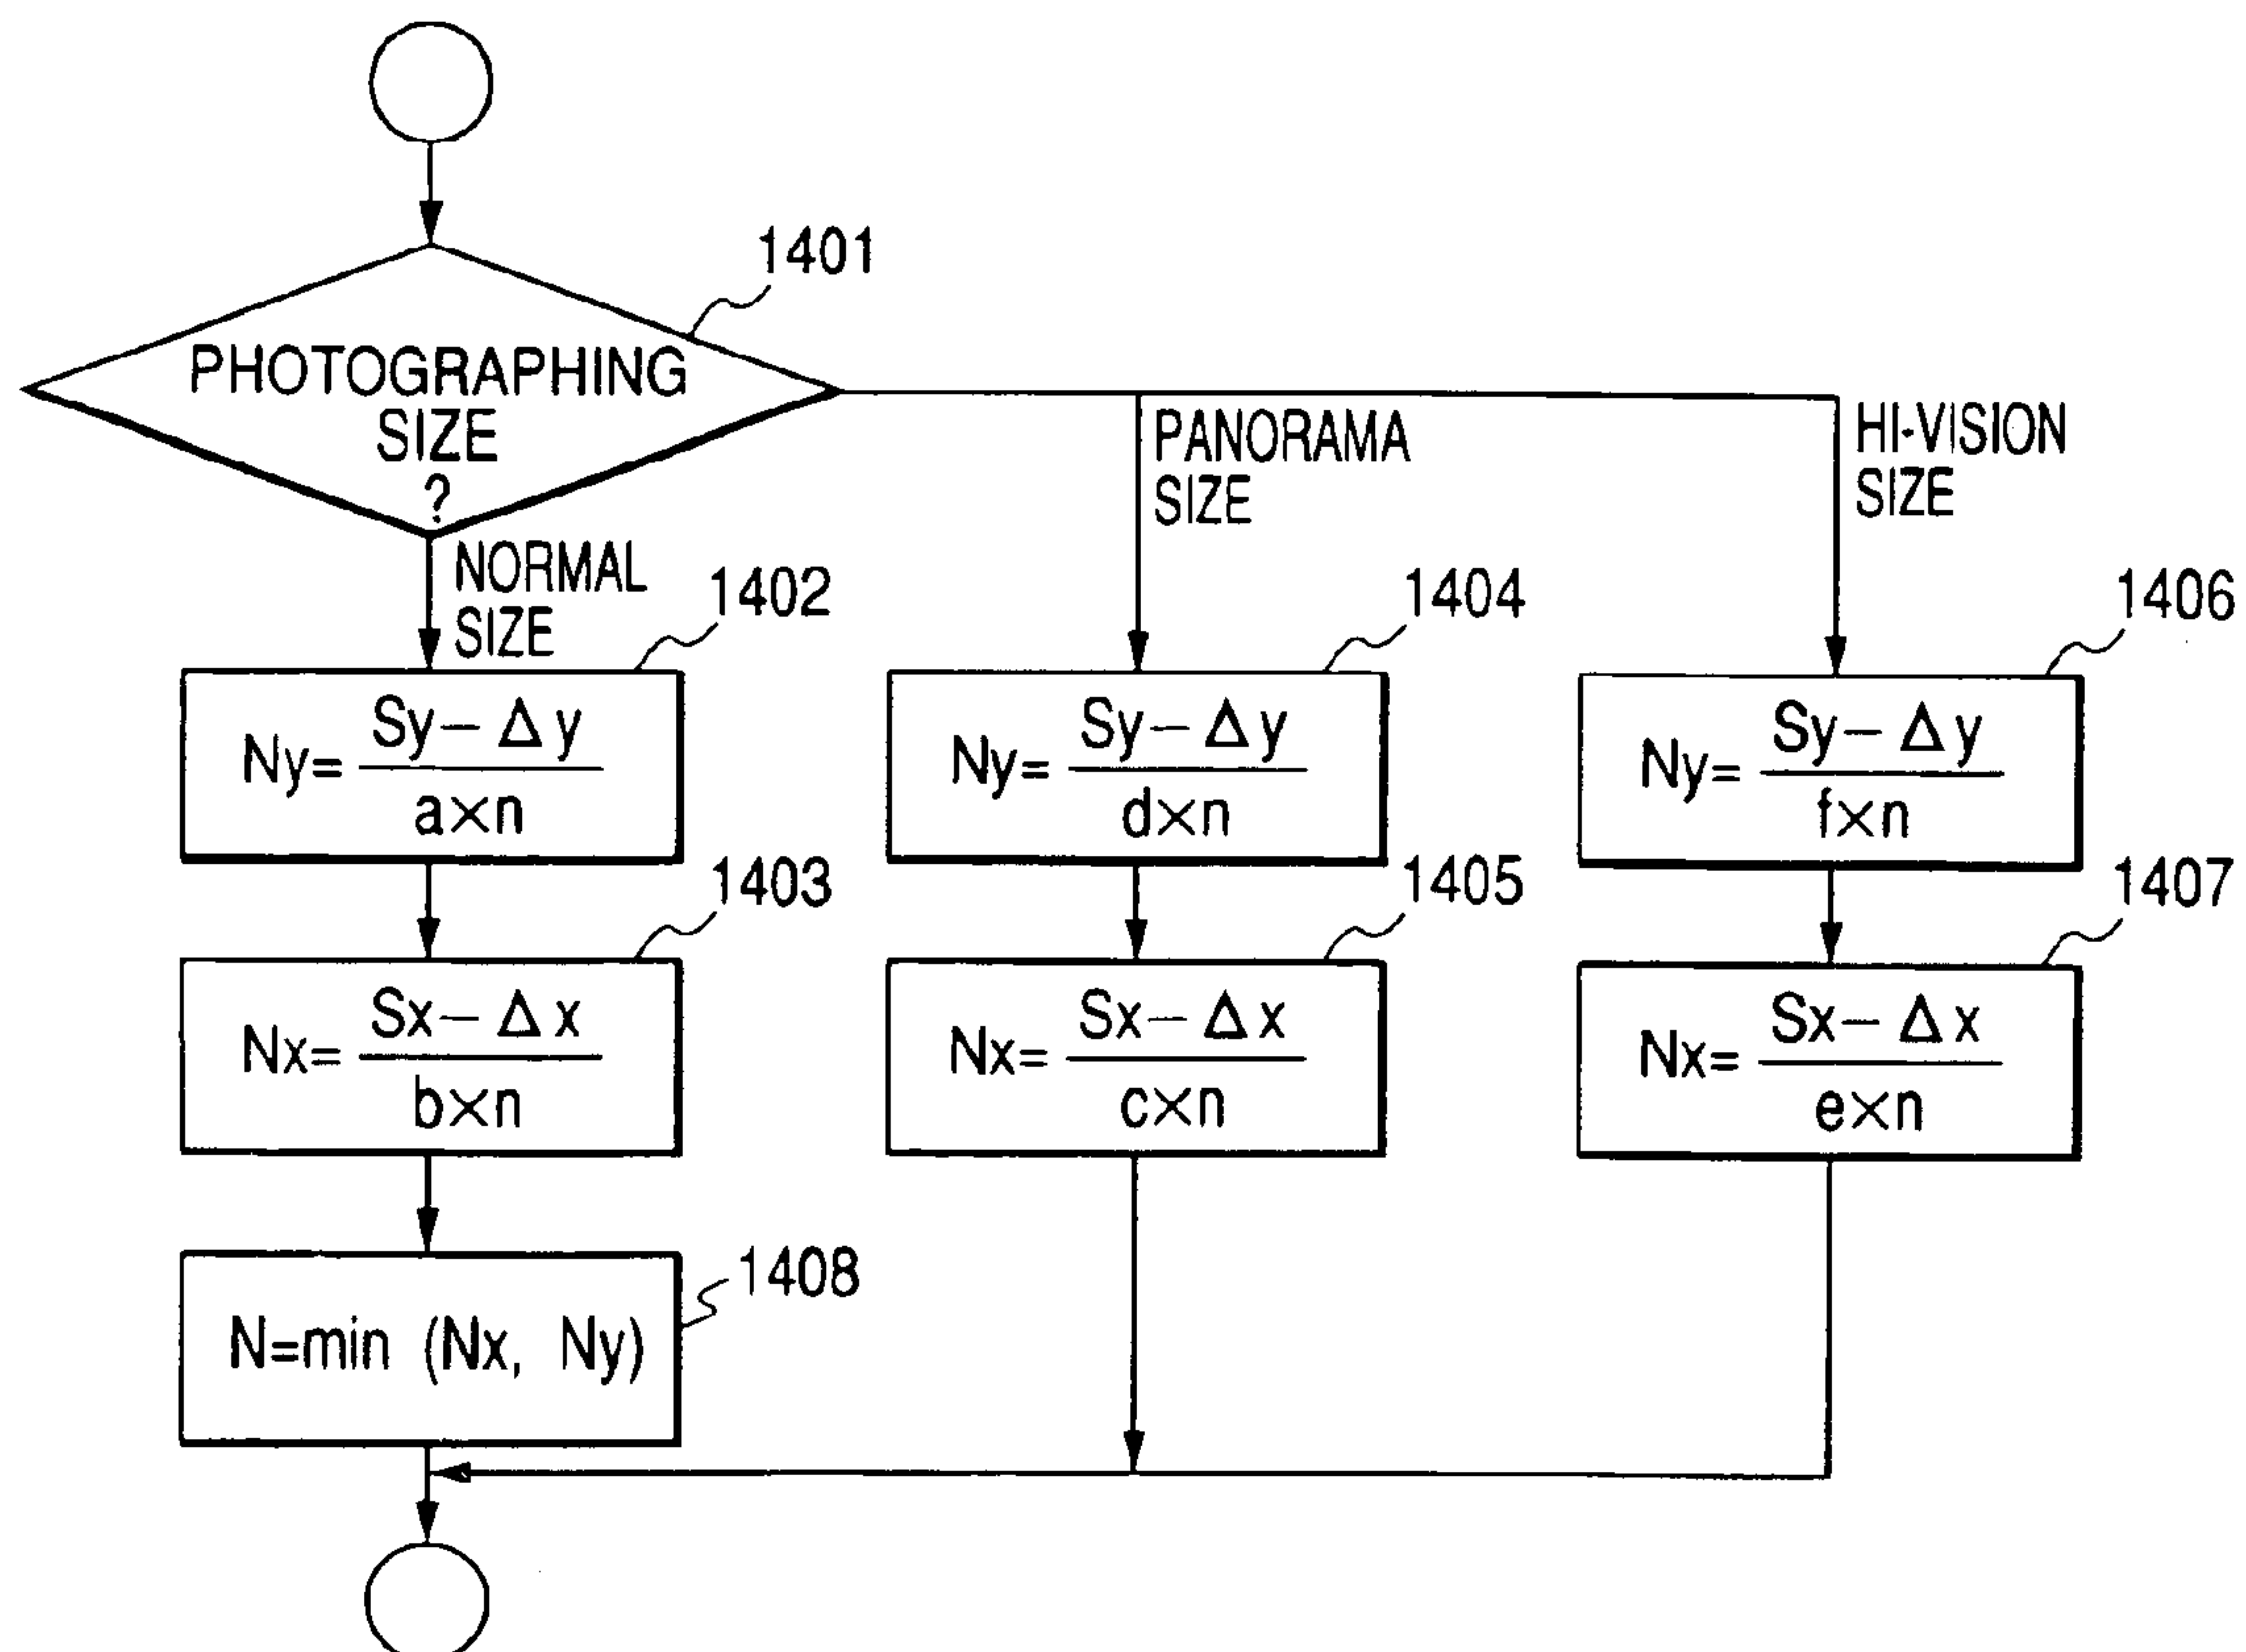 1401
PHOTOGRAPHING
SIZE
?
NORMAL
SIZE
PANORAMA
SIZE
HI-VISION
SIZE
1402
Ny=
Sy- Δy
a×n
1404
Ny=
Sy- Δy
d×n
1406
Ny=
Sy- Δy
f×n
1403
Nx=
Sx- Δx
b×n
1405
Nx=
Sx- Δx
c×n
1407
Nx=
Sx- Δx
e×n
1408
N=min (Nx, Ny)